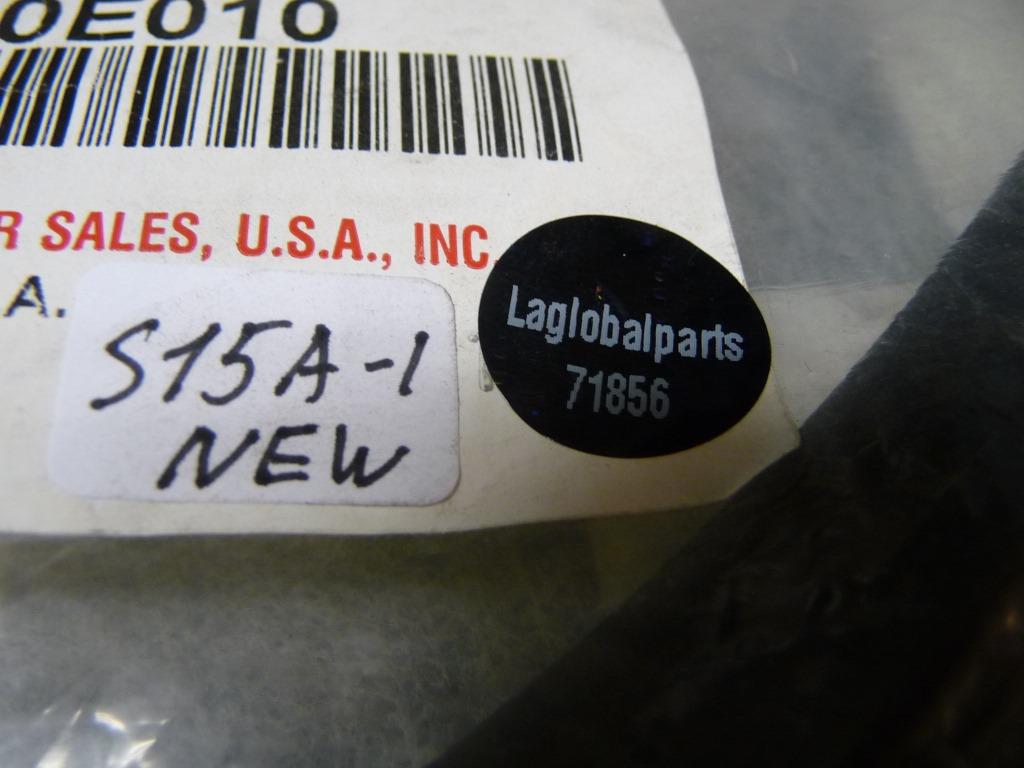 0E010
R SALES, U.S.A., INC.
A.
S15A-1
NEW
Laglobalparts
71856